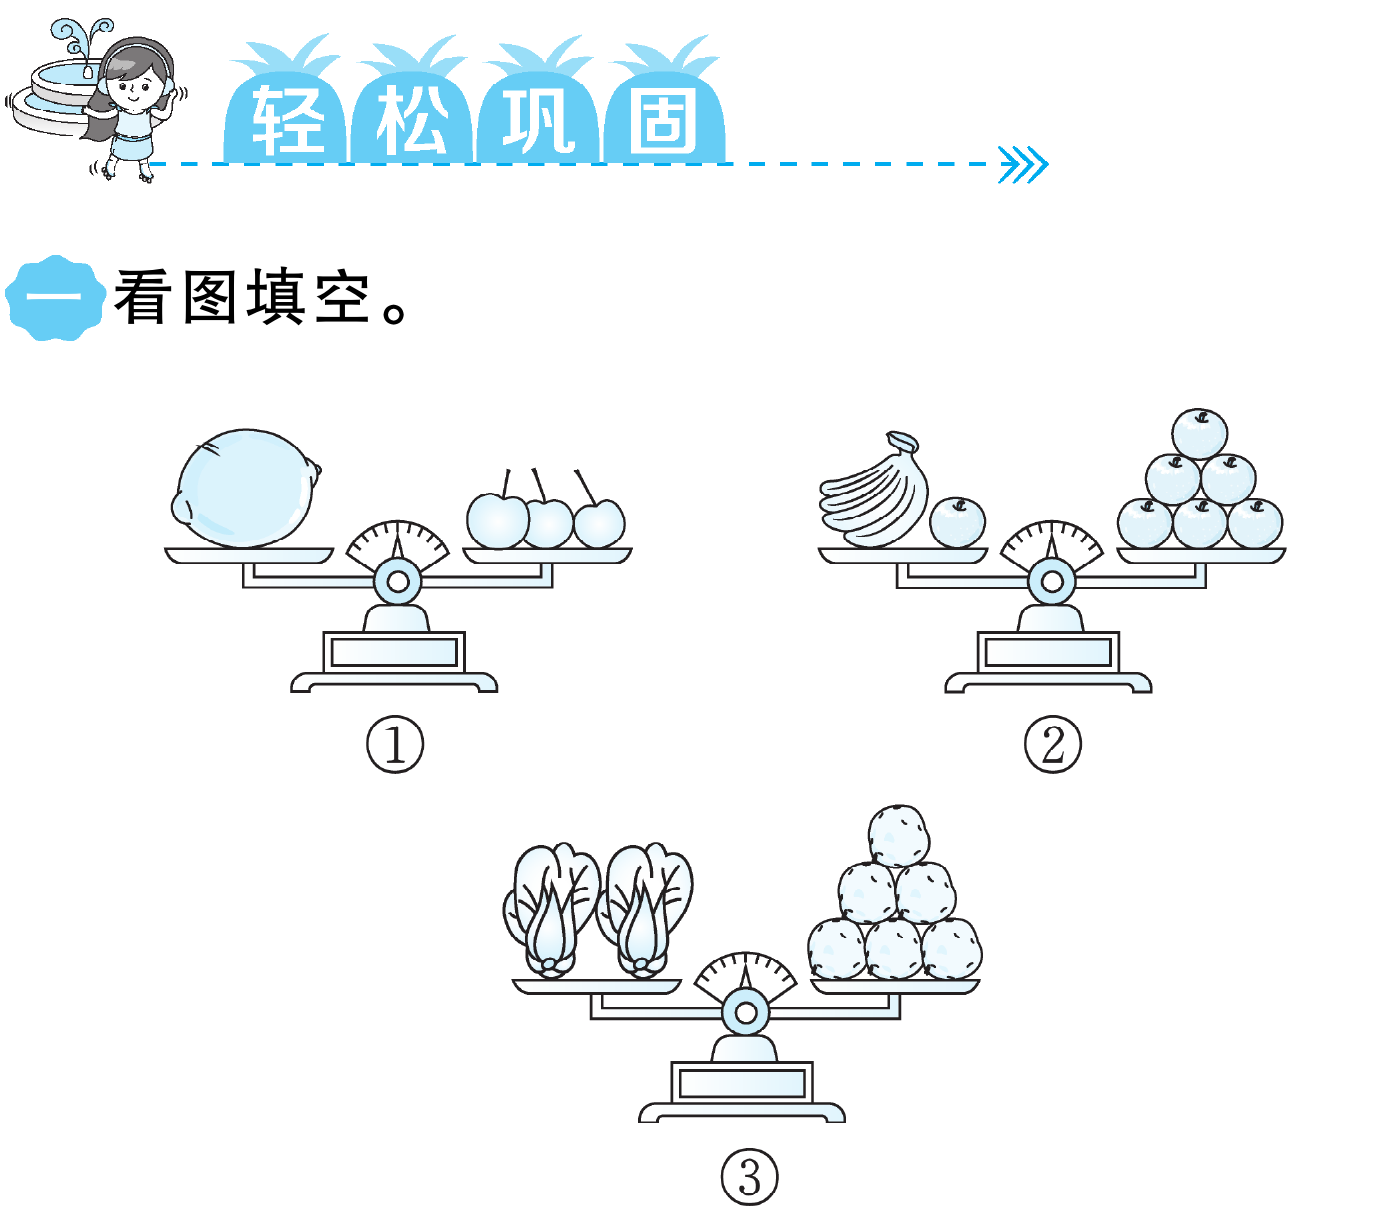 轻松巩固
一 看图填空。
① ②
③